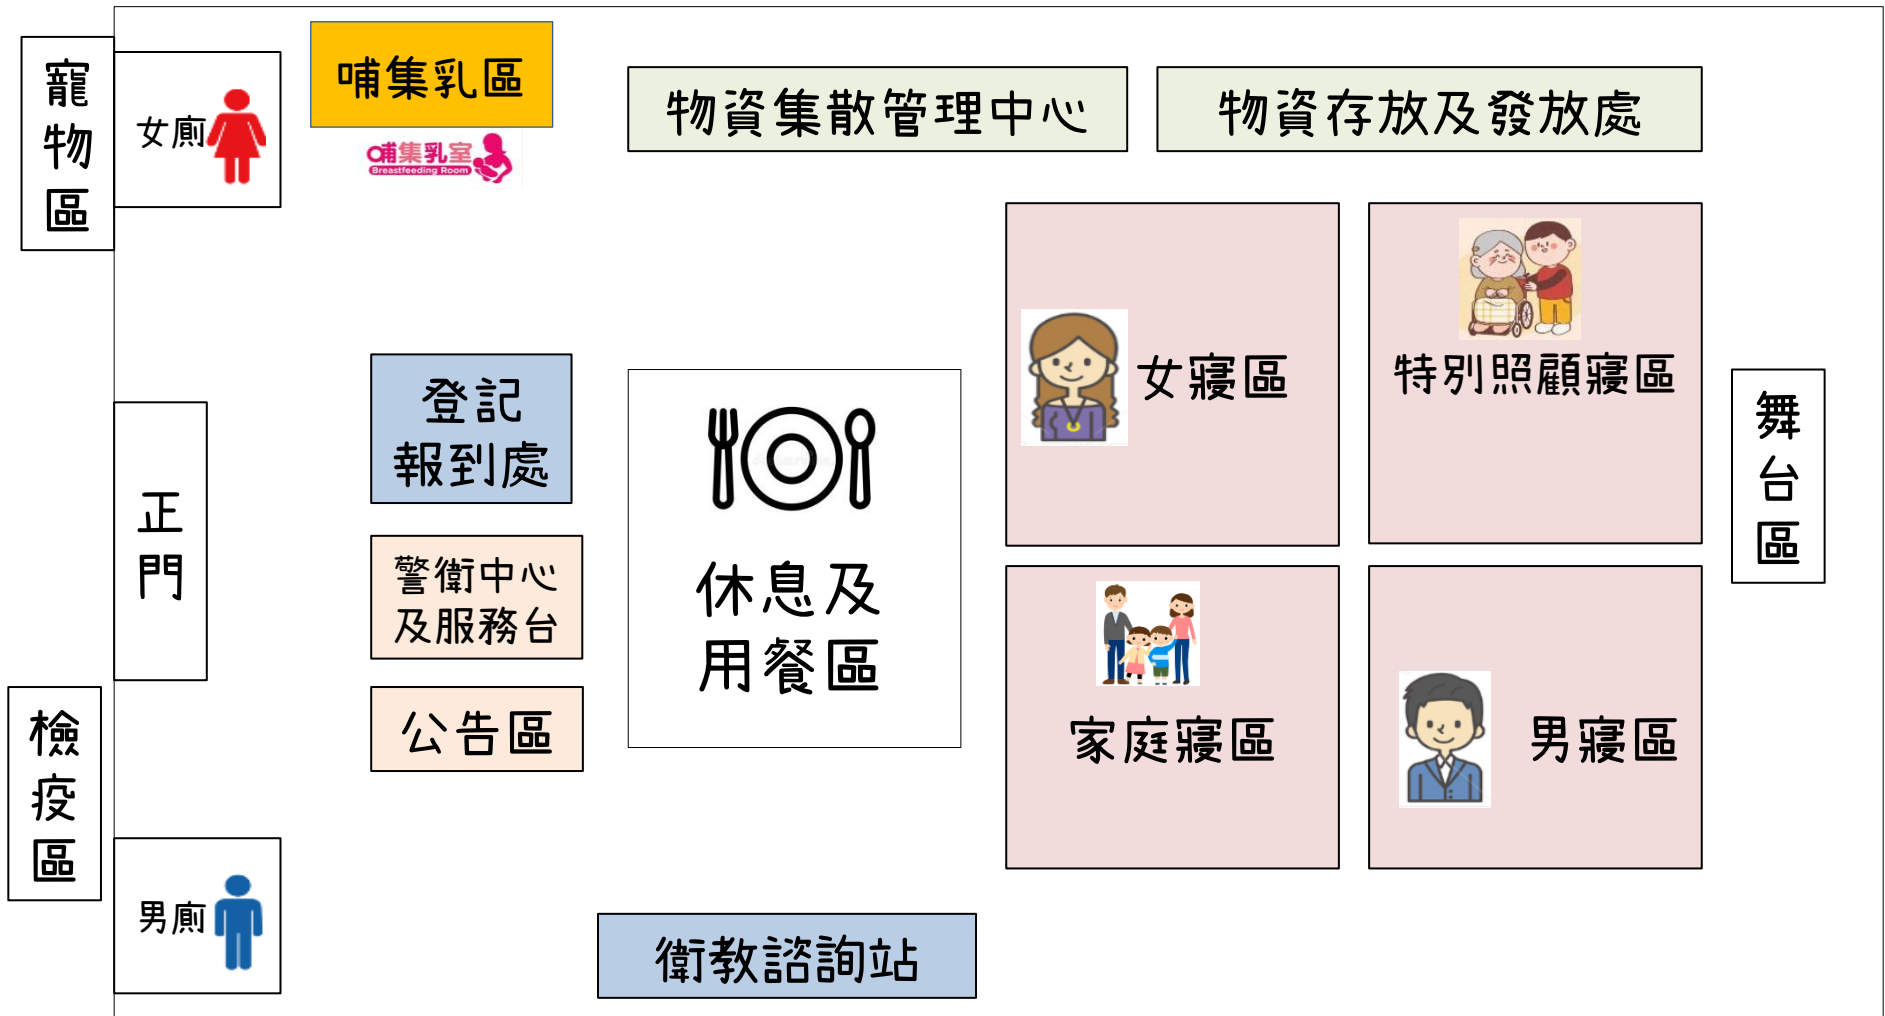 寵物區
女廁
哺集乳區
哺集乳室
Breastfeeding Room
物資集散管理中心
物資存放及發放處
女寢區
特別照顧寢區
舞台區
登記
報到處
正門
警衛中心
及服務台
休息及
用餐區
公告區
家庭寢區
男寢區
檢疫區
男廁
衛教諮詢站